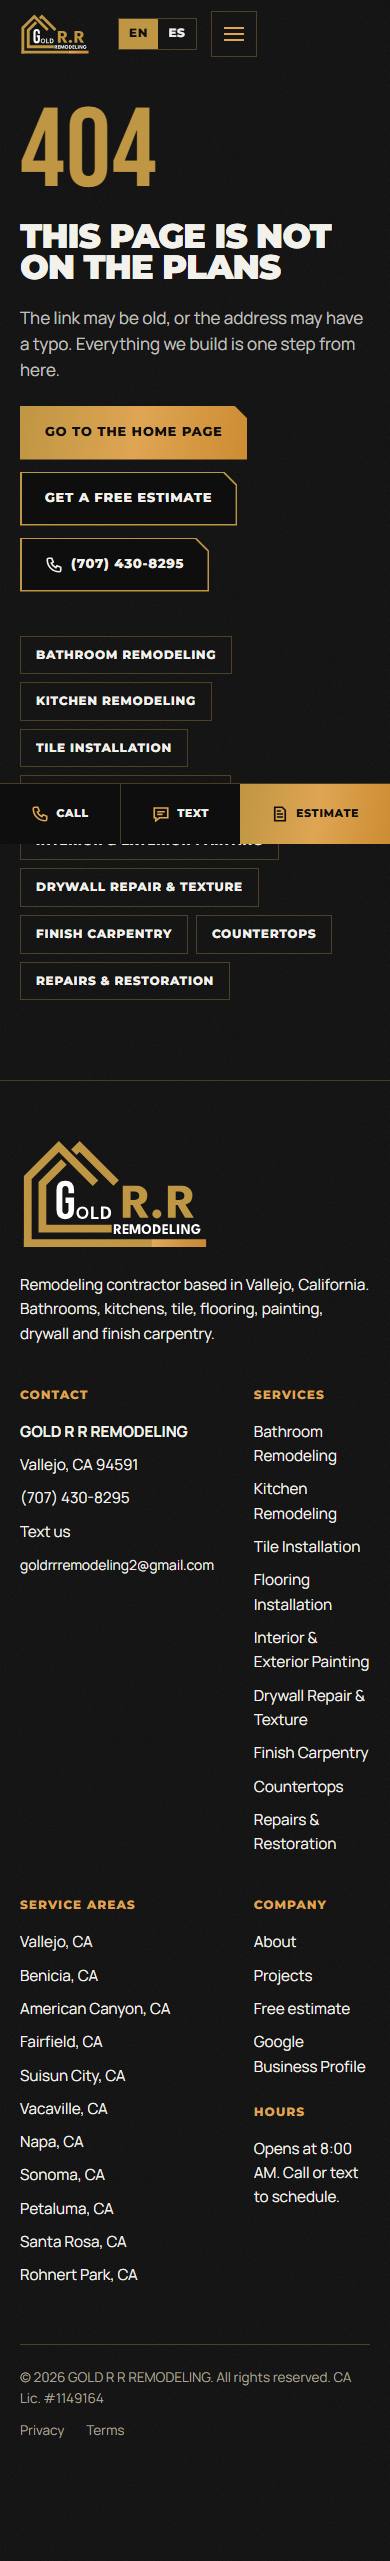 GOLD R.R
REMODELING
EN ES
404
THIS PAGE IS NOT
ON THE PLANS
The link may be old, or the address may have
a typo. Everything we build is one step from
here.
GO TO THE HOME PAGE
GET A FREE ESTIMATE
(707) 430-8295
BATHROOM REMODELING
KITCHEN REMODELING
TILE INSTALLATION
CALL TEXT ESTIMATE
DRYWALL REPAIR & TEXTURE
FINISH CARPENTRY COUNTERTOPS
REPAIRS & RESTORATION
GOLD R.R
REMODELING
Remodeling contractor based in Vallejo, California.
Bathrooms, kitchens, tile, flooring, painting,
drywall and finish carpentry.
CONTACT
GOLD R R REMODELING
Vallejo, CA 94591
(707) 430-8295
Text us
goldrrremodeling2@gmail.com
SERVICES
Bathroom
Remodeling
Kitchen
Remodeling
Tile Installation
Flooring
Installation
Interior &
Exterior Painting
Drywall Repair &
Texture
Finish Carpentry
Countertops
Repairs &
Restoration
SERVICE AREAS
Vallejo, CA
Benicia, CA
American Canyon, CA
Fairfield, CA
Suisun City, CA
Vacaville, CA
Napa, CA
Sonoma, CA
Petaluma, CA
Santa Rosa, CA
Rohnert Park, CA
COMPANY
About
Projects
Free estimate
Google
Business Profile
HOURS
Opens at 8:00
AM. Call or text
to schedule.
© 2026 GOLD R R REMODELING. All rights reserved. CA
Lic. #1149164
Privacy Terms